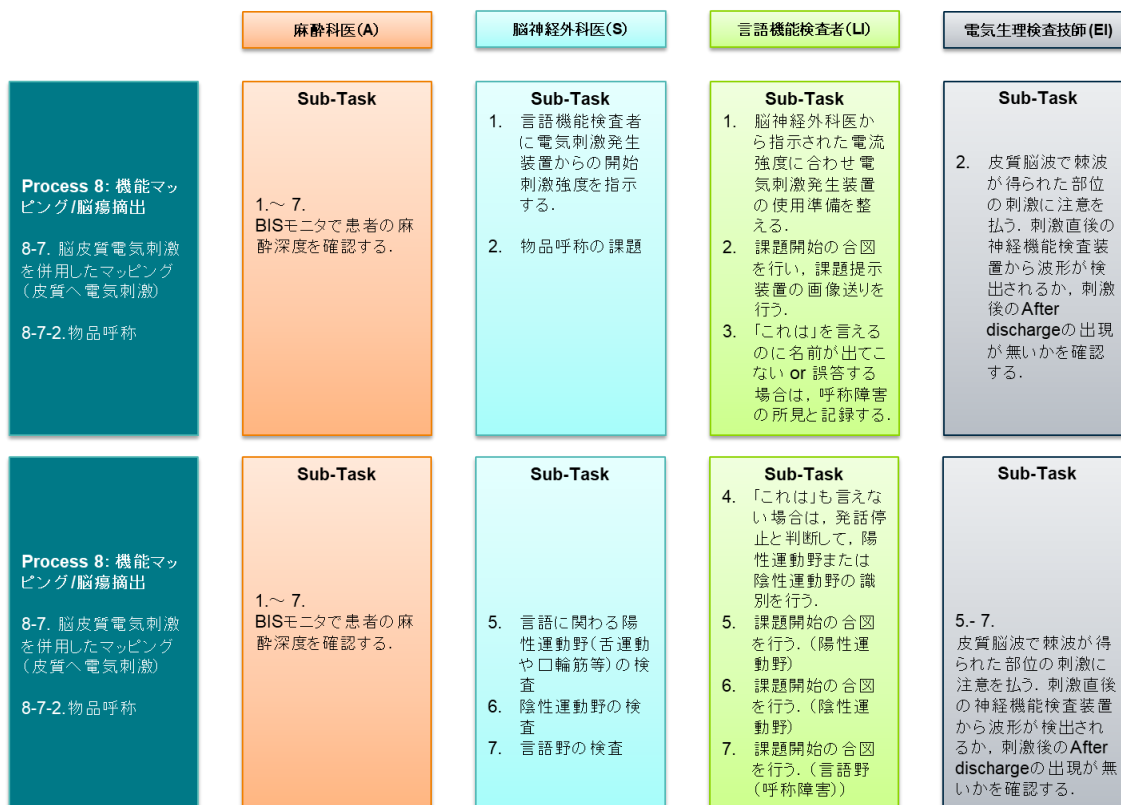 麻酔科医(A)
脳神経外科医(S)
言語機能検査者(LI)
電気生理検査技師(EI)
Process 8: 機能マッ
ピング/脳瘍摘出
8-7. 脳皮質電気刺激
を併用したマッピング
(皮質へ電気刺激)
8-7-2.物品呼称
Sub-Task
1.~ 7.
BISモニタで患者の麻
酔深度を確認する.
Sub-Task
1. 言語機能検査者
に電気刺激発生
装置からの開始
刺激強度を指示
する.
2. 物品呼称の課題
Sub-Task
1. 脳神経外科医か
ら指示された電流
強度に合わせ電
気刺激発生装置
の使用準備を整
える.
2. 課題開始の合図
を行い, 課題提示
装置の画像送りを
行う.
3. 「これは」を言える
のに名前が出てこ
ない or 誤答する
場合は, 呼称障害
の所見と記録する.
Sub-Task
2. 皮質脳波で棘波
が得られた部位
の刺激に注意を
払う. 刺激直後の
神経機能検査装
置から波形が検
出されるか, 刺激
後のAfter
dischargeの出現
が無いかを確認
する.
Process 8: 機能マッ
ピング/脳瘍摘出
8-7. 脳皮質電気刺激
を併用したマッピング
(皮質へ電気刺激)
8-7-2.物品呼称
Sub-Task
1.~ 7.
BISモニタで患者の麻
酔深度を確認する.
Sub-Task
5. 言語に関わる陽
性運動野(舌運動
や口輪筋等)の検
査
6. 陰性運動野の検
査
7. 言語野の検査
Sub-Task
4. 「これは」も言えな
い場合は, 発話停
止と判断して, 陽
性運動野または
陰性運動野の識
別を行う.
5. 課題開始の合図
を行う. (陽性運
動野)
6. 課題開始の合図
を行う. (陰性運
動野)
7. 課題開始の合図
を行う. (言語野
(呼称障害))
Sub-Task
5.- 7.
皮質脳波で棘波が得
られた部位の刺激に
注意を払う. 刺激直後
の神経機能検査装置
から波形が検出され
るか, 刺激後のAfter
dischargeの出現が無
いかを確認する.